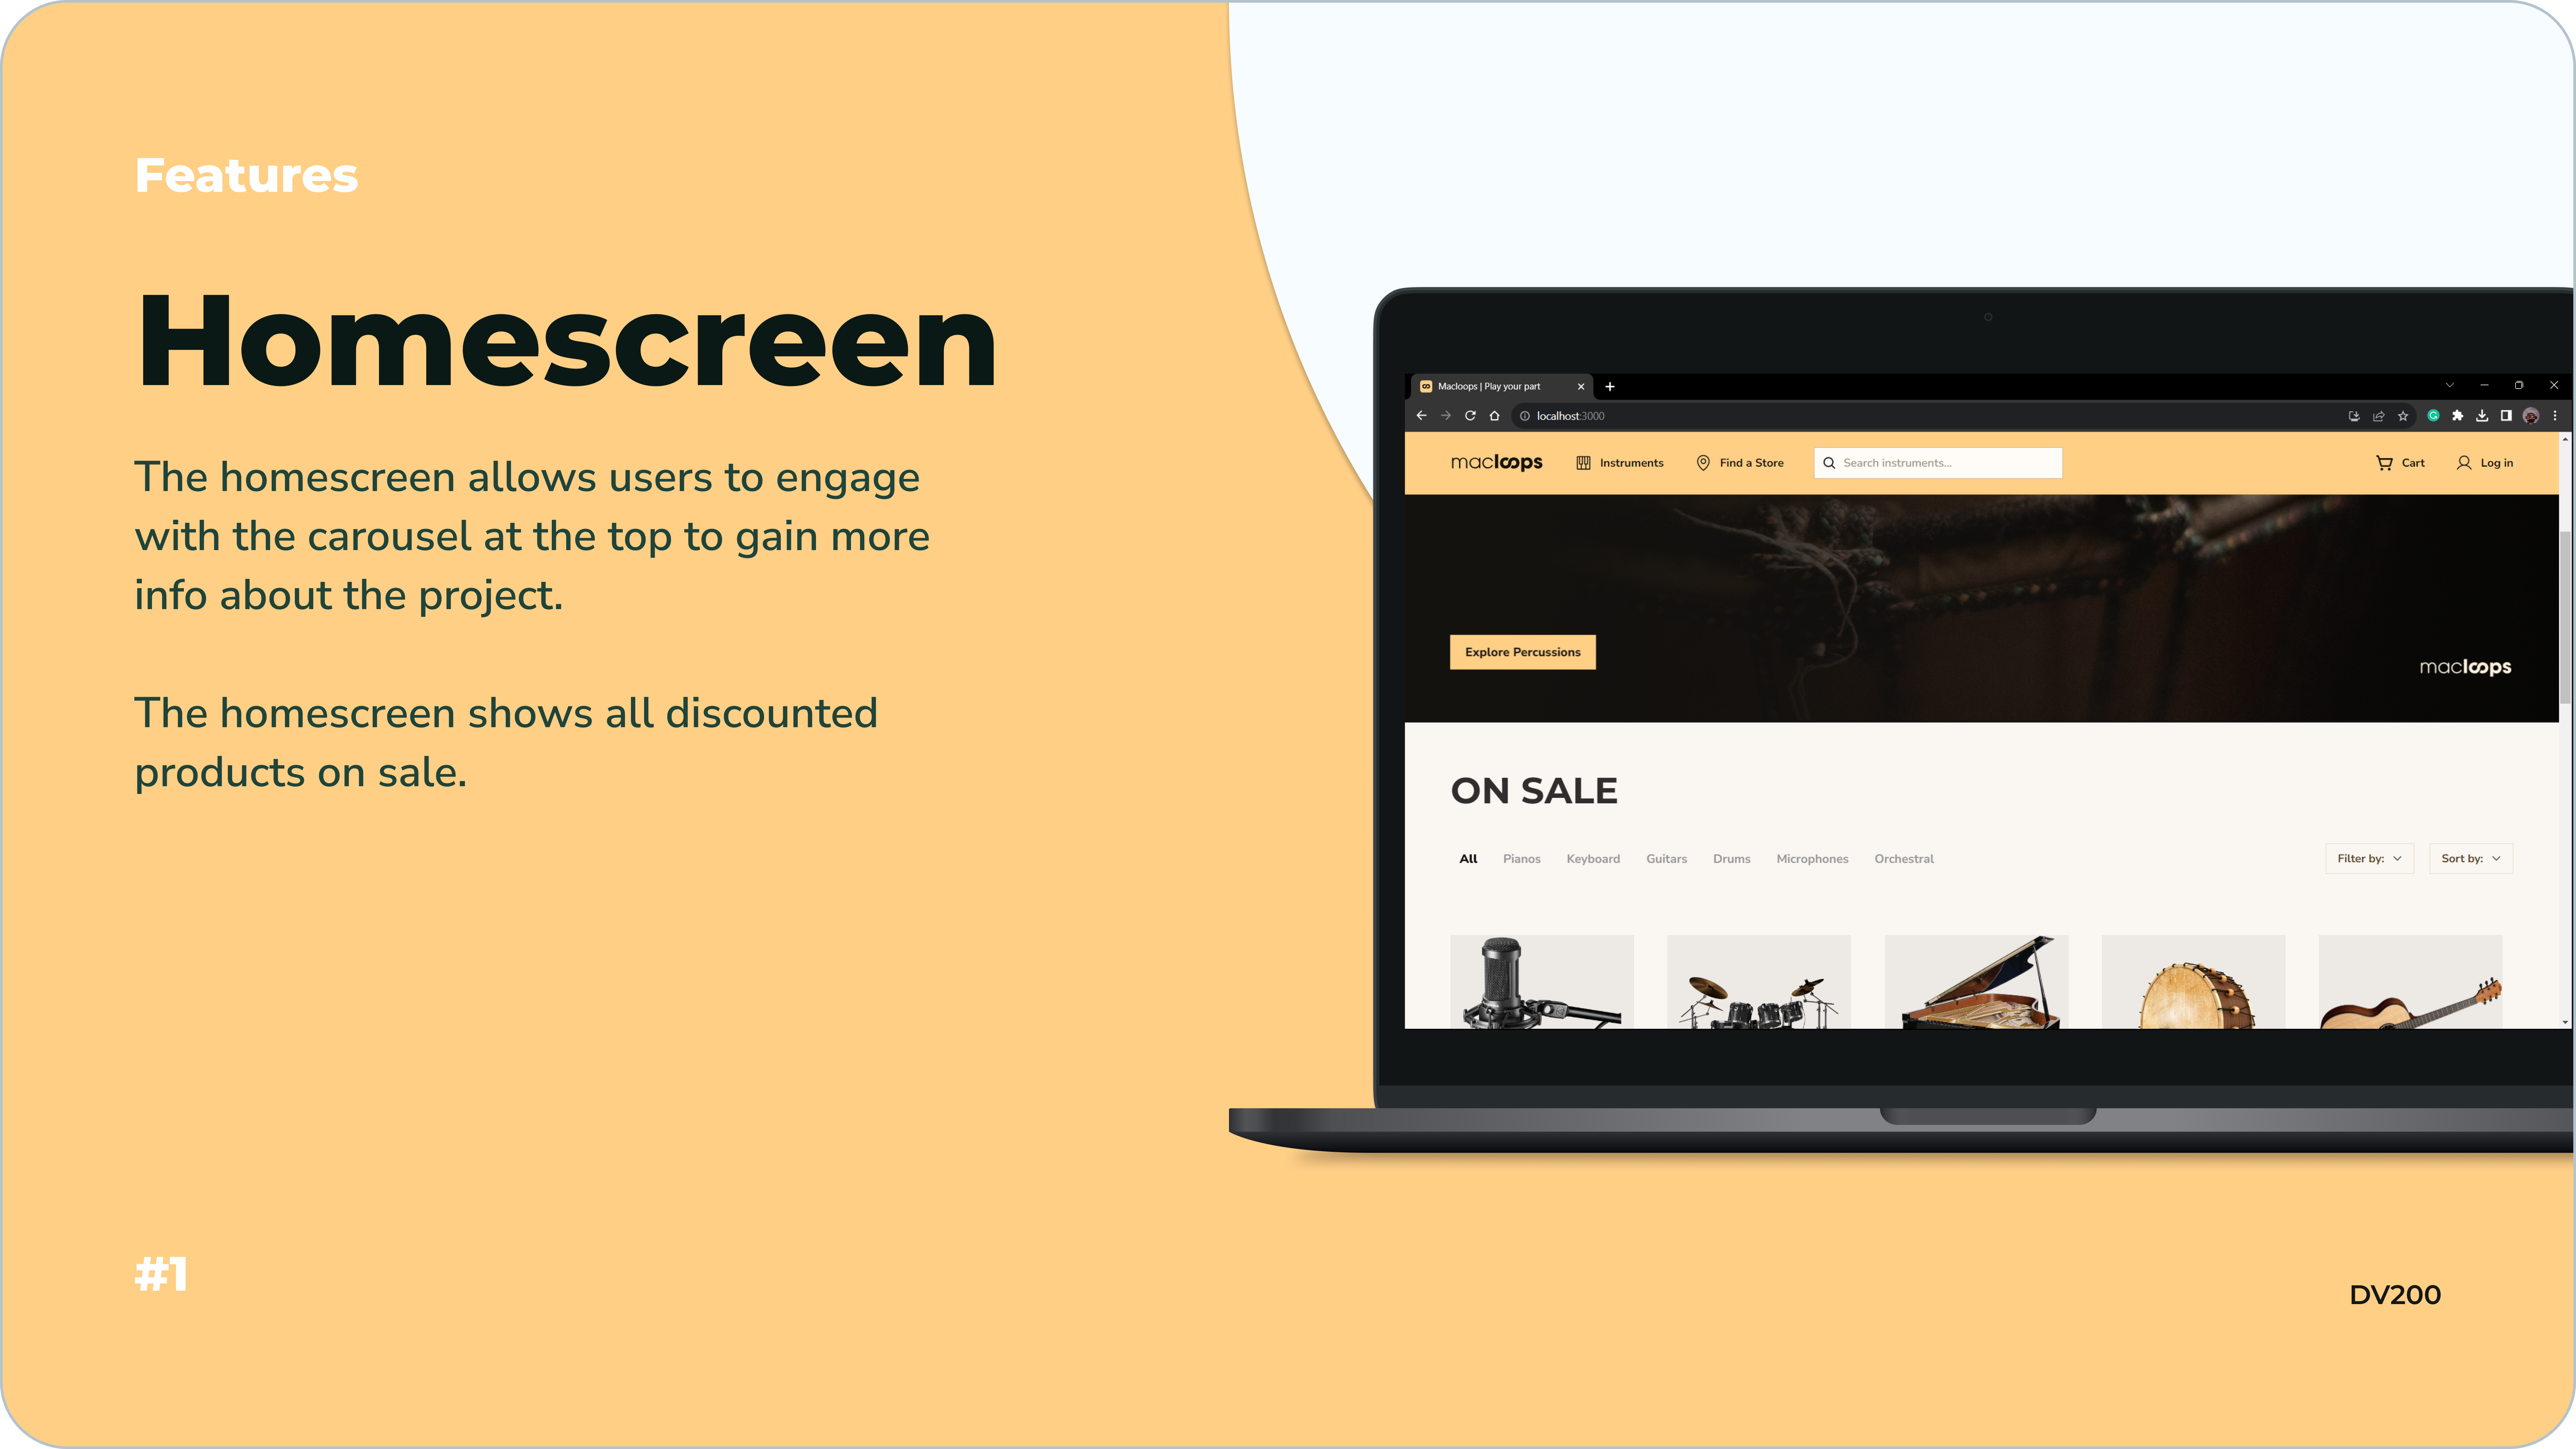 Features
Homescreen
The homescreen allows users to engage
with the carousel at the top to gain more
info about the project.
The homescreen shows all discounted
products on sale.
#1
Macloops | Play your part
localhost:3000
macloops
Instruments
Find a Store
Search instruments...
Cart
Log in
Explore Percussions
macloops
ON SALE
All
Pianos
Keyboard
Guitars
Drums
Microphones
Orchestral
Filter by:
Sort by:
DV200